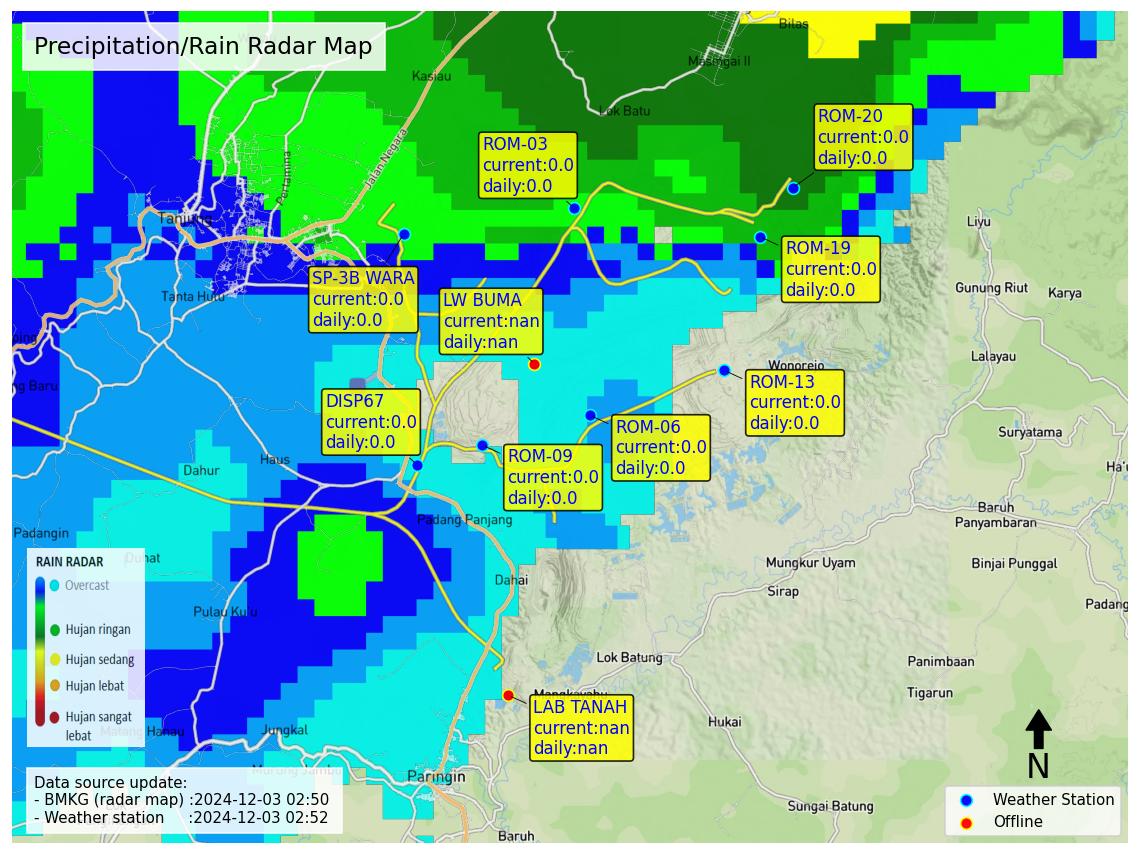 Precipitation/Rain Radar Map
Bilas
Masingai II
Kasiau
Lok Batu
ROM-20
current:0.0
daily:0.0
ROM-03
current:0.0
daily:0.0
Jalan Negara
Pertamina
Tanjung
Liyu
ROM-19
current:0.0
daily:0.0
SP-3B WARA
current:0.0
daily:0.0
LW BUMA
current:nan
daily:nan
Tanta Hulu
Gunung Riut
Karya
Lalayau
Wonorejo
ROM-13
current:0.0
daily:0.0
ng Baru
DISP67
current:0.0
daily:0.0
ROM-06
current:0.0
daily:0.0
ROM-09
current:0.0
daily:0.0
Suryatama
Haus
Dahur
Padang Panjang
Baruh
Panyambaran
Padangin
RAIN RADAR
Overcast
Hujan ringan
Hujan sedang
Hujan lebat
Hujan sangat
lebat
Dahai
Mungkur Uyam
Binjai Punggal
Sirap
Padang
Pulau Ku'u
Lok Batung
Panimbaan
Tigarun
Mangkayahu
LAB TANAH
current:nan
daily:nan
Hukai
Jungkal
Murung Jambu
Paringin
Sungai Batung
Baruh
N
Data source update:
- BMKG (radar map) :2024-12-03 02:50
- Weather station :2024-12-03 02:52
Weather Station
Offline